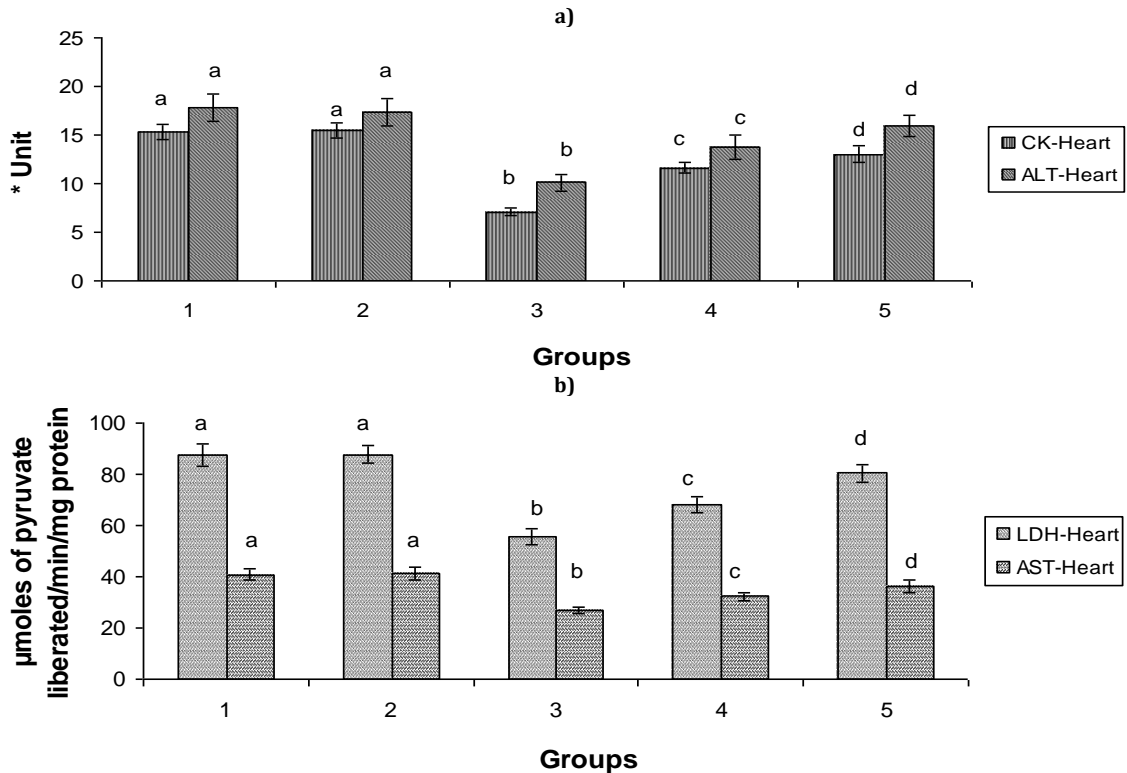 a)
25
20
15
10
5
0
* Unit
a a
a a
b b
c c
d d
1 2 3 4 5
Groups
CK-Heart
ALT-Heart
b)
100
80
60
40
20
0
μmoles of pyruvate
liberated/min/mg protein
a a
a a
b b
c c
d d
1 2 3 4 5
Groups
LDH-Heart
AST-Heart